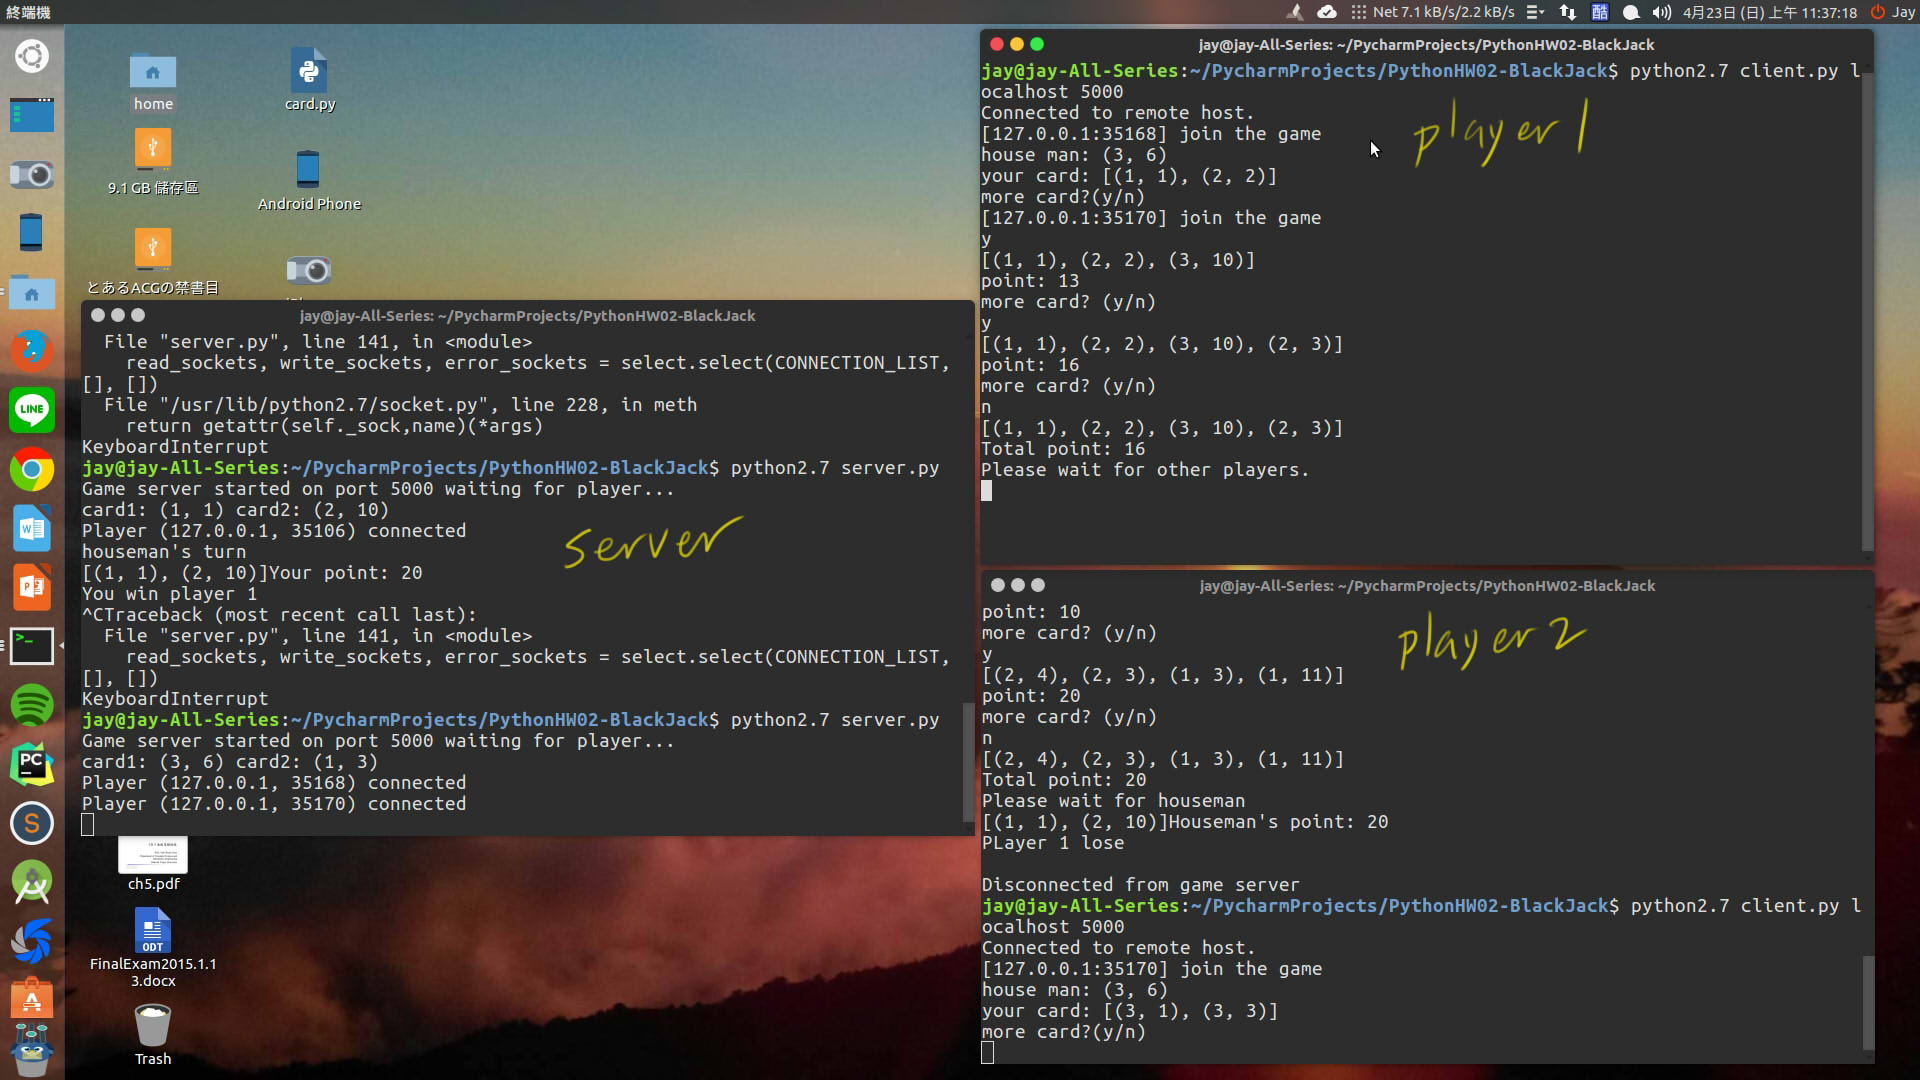 終端機
Net 7.1 kB/s/2.2 kB/s
酷
4月23日 (日) 上午 11:37:18
Jay
home
card.py
9.1 GB 儲存區
Android Phone
とあるACGの禁書目
LINE
W
P
>_
PC
S
A
jay@jay-All-Series: ~/PycharmProjects/PythonHW02-BlackJack
File "server.py", line 141, in <module>
read_sockets, write_sockets, error_sockets = select.select(CONNECTION_LIST,
[], [])
File "/usr/lib/python2.7/socket.py", line 228, in meth
return getattr(self._sock,name)(*args)
KeyboardInterrupt
jay@jay-All-Series:~/PycharmProjects/PythonHW02-BlackJack$ python2.7 server.py
Game server started on port 5000 waiting for player...
card1: (1, 1) card2: (2, 10)
Player (127.0.0.1, 35106) connected
houseman's turn
[(1, 1), (2, 10)]Your point: 20
You win player 1
^CTraceback (most recent call last):
File "server.py", line 141, in <module>
read_sockets, write_sockets, error_sockets = select.select(CONNECTION_LIST,
[], [])
KeyboardInterrupt
jay@jay-All-Series:~/PycharmProjects/PythonHW02-BlackJack$ python2.7 server.py
Game server started on port 5000 waiting for player...
card1: (3, 6) card2: (1, 3)
Player (127.0.0.1, 35168) connected
Player (127.0.0.1, 35170) connected
server
ch5.pdf
ODT
FinalExam2015.1.1
3.docx
Trash
jay@jay-All-Series: ~/PycharmProjects/PythonHW02-BlackJack
jay@jay-All-Series:~/PycharmProjects/PythonHW02-BlackJack$ python2.7 client.py l
ocalhost 5000
Connected to remote host.
[127.0.0.1:35168] join the game
house man: (3, 6)
your card: [(1, 1), (2, 2)]
more card?(y/n)
[127.0.0.1:35170] join the game
y
[(1, 1), (2, 2), (3, 10)]
point: 13
more card? (y/n)
y
[(1, 1), (2, 2), (3, 10), (2, 3)]
point: 16
more card? (y/n)
n
[(1, 1), (2, 2), (3, 10), (2, 3)]
Total point: 16
Please wait for other players.
player 1
jay@jay-All-Series: ~/PycharmProjects/PythonHW02-BlackJack
point: 10
more card? (y/n)
y
[(2, 4), (2, 3), (1, 3), (1, 11)]
point: 20
more card? (y/n)
n
[(2, 4), (2, 3), (1, 3), (1, 11)]
Total point: 20
Please wait for houseman
[(1, 1), (2, 10)]Houseman's point: 20
PLayer 1 lose
Disconnected from game server
jay@jay-All-Series:~/PycharmProjects/PythonHW02-BlackJack$ python2.7 client.py l
ocalhost 5000
Connected to remote host.
[127.0.0.1:35170] join the game
house man: (3, 6)
your card: [(3, 1), (3, 3)]
more card?(y/n)
player 2